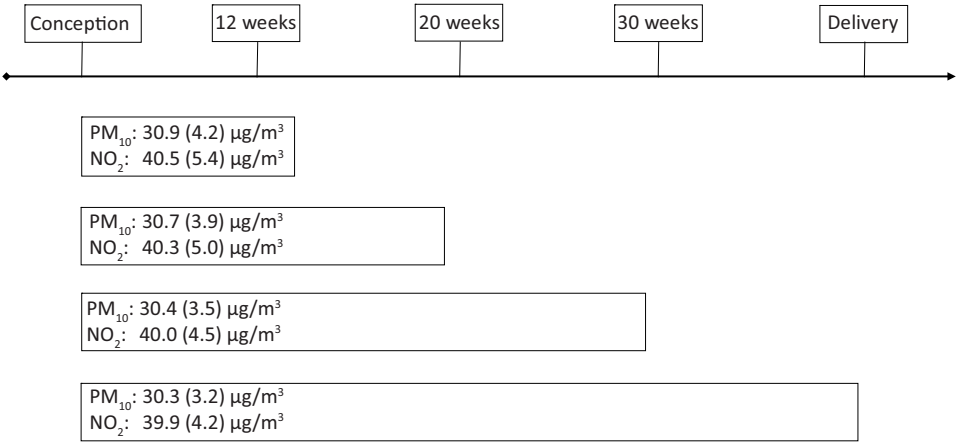 Conception 12 weeks 20 weeks 30 weeks Delivery
PM₁₀: 30.9 (4.2) µg/m³
NO₂: 40.5 (5.4) µg/m³
PM₁₀: 30.7 (3.9) µg/m³
NO₂: 40.3 (5.0) µg/m³
PM₁₀: 30.4 (3.5) µg/m³
NO₂: 40.0 (4.5) µg/m³
PM₁₀: 30.3 (3.2) µg/m³
NO₂: 39.9 (4.2) µg/m³